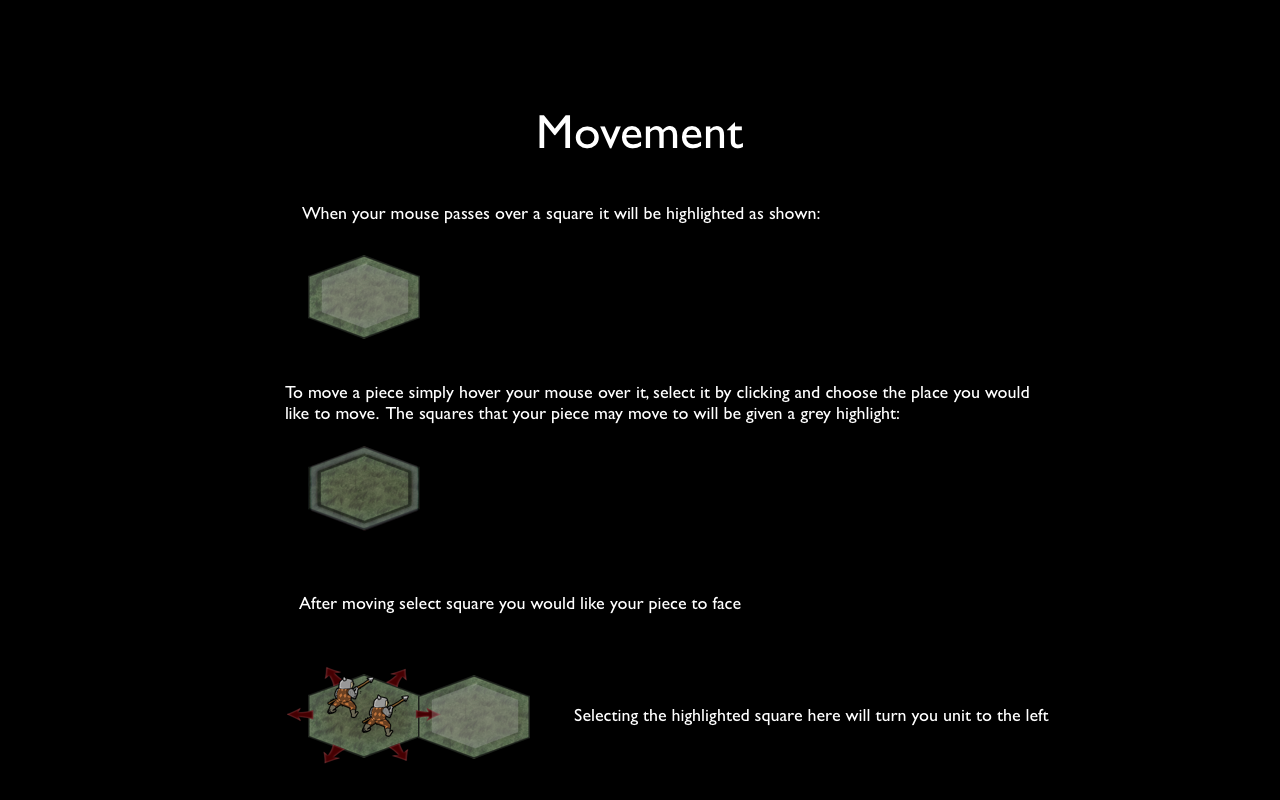 Movement
When your mouse passes over a square it will be highlighted as shown:
To move a piece simply hover your mouse over it, select it by clicking and choose the place you would
like to move. The squares that your piece may move to will be given a grey highlight:
After moving select square you would like your piece to face
Selecting the highlighted square here will turn you unit to the left